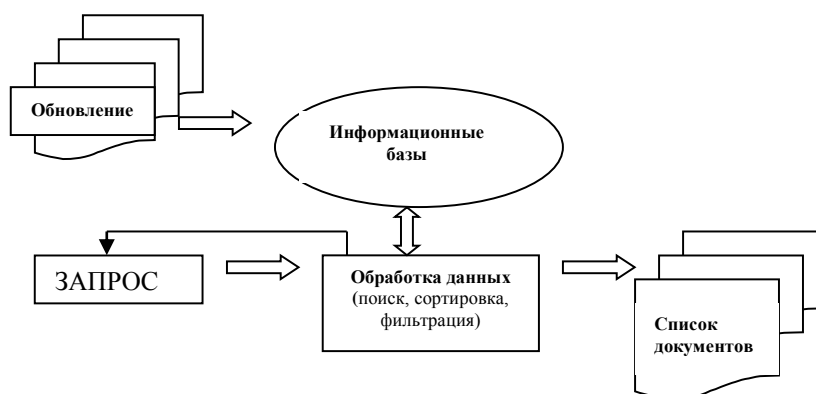 Обновление
Информационные
базы
ЗАПРОС
Обработка данных
(поиск, сортировка,
фильтрация)
Список
документов